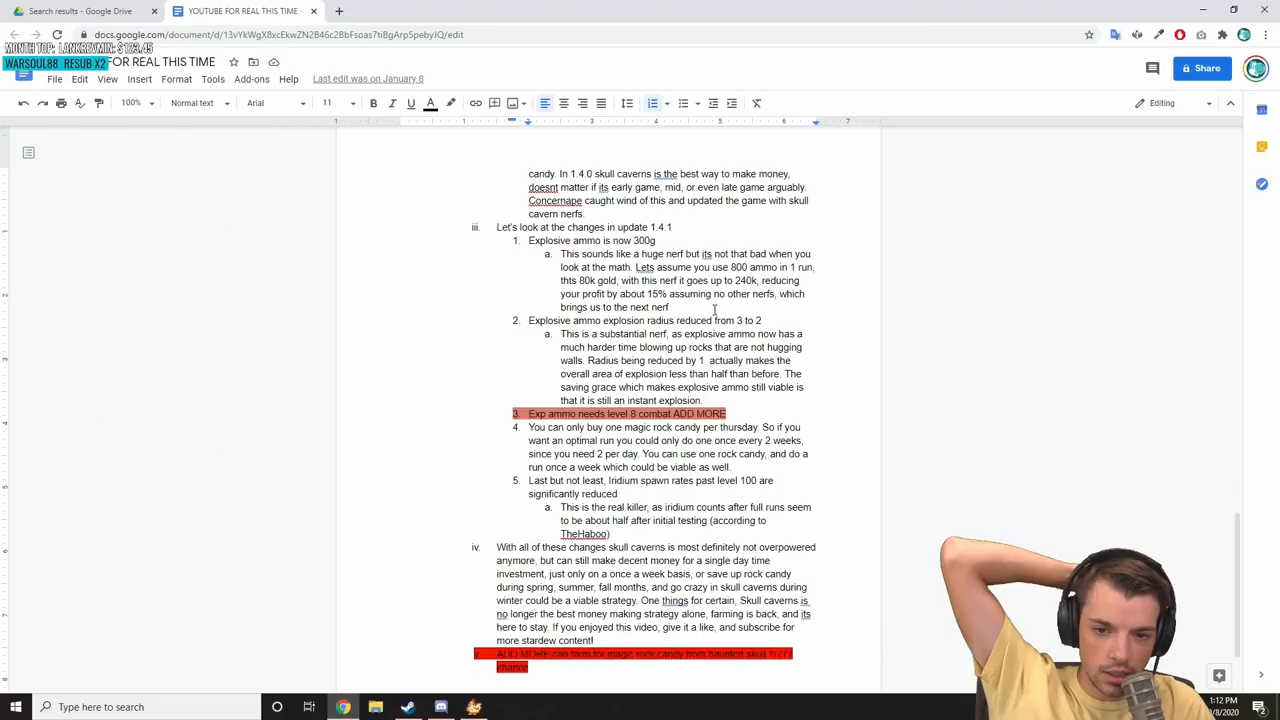 Search results - Google Drive
YOUTUBE FOR REAL THIS TIME -
docs.google.com/document/d/13vYkWgX8xcEkwZN2B46c2BbFsoas7tiBgArp5pebyJQ/edit
MONTH TOP: LANKREVMIN: $123.45
WARSOUL88 RESUB X2
FOR REAL THIS TIME
File Edit View Insert Format Tools Add-ons Help Last edit was on January 8
Share
100% Normal text Arial 11 B I U A Editing
1 1 2 3 4 5 6 7
candy. In 1.4.0 skull caverns is the best way to make money,
doesnt matter if its early game, mid, or even late game arguably.
Concernape caught wind of this and updated the game with skull
cavern nerfs.
iii. Let's look at the changes in update 1.4.1
1. Explosive ammo is now 300g
a. This sounds like a huge nerf but its not that bad when you
look at the math. Lets assume you use 800 ammo in 1 run,
thts 80k gold, with this nerf it goes up to 240k, reducing
your profit by about 15% assuming no other nerfs, which
brings us to the next nerf
2. Explosive ammo explosion radius reduced from 3 to 2
a. This is a substantial nerf, as explosive ammo now has a
much harder time blowing up rocks that are not hugging
walls. Radius being reduced by 1 actually makes the
overall area of explosion less than half than before. The
saving grace which makes explosive ammo still viable is
that it is still an instant explosion.
3. Exp ammo needs level 8 combat ADD MORE
4. You can only buy one magic rock candy per thursday. So if you
want an optimal run you could only do one once every 2 weeks,
since you need 2 per day. You can use one rock candy, and do a
run once a week which could be viable as well.
5. Last but not least, Iridium spawn rates past level 100 are
significantly reduced
a. This is the real killer, as iridium counts after full runs seem
to be about half after initial testing (according to
TheHaboo)
iv. With all of these changes skull caverns is most definitely not overpowered
anymore, but can still make decent money for a single day time
investment, just only on a once a week basis, or save up rock candy
during spring, summer, fall months, and go crazy in skull caverns during
winter could be a viable strategy. One things for certain, Skull caverns is
no longer the best money making strategy alone, farming is back, and its
here to stay. If you enjoyed this video, give it a like, and subscribe for
more stardew content!
v. ADD MORE can farm for magic rock candy from haunted skull
chance
Type here to search
1:12 PM
2